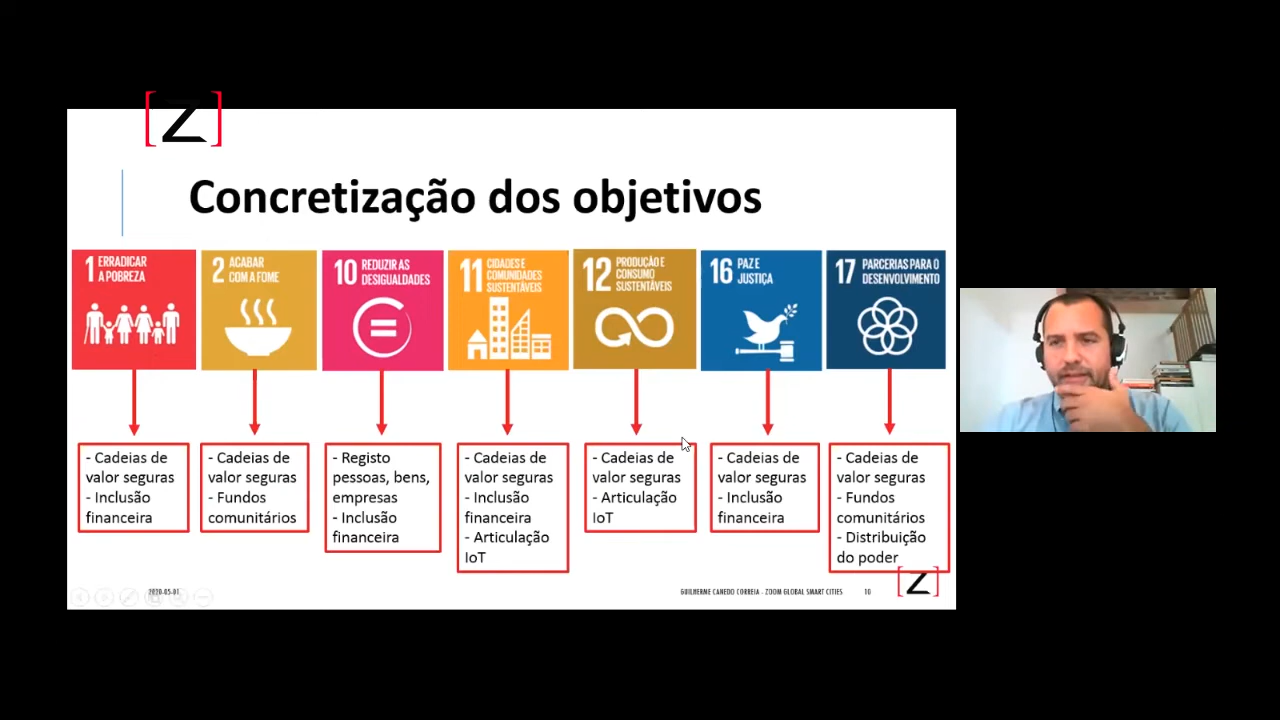 [Z]
Concretização dos objetivos
1 ERRADICAR
A POBREZA
2 ACABAR
COM A FOME
10 REDUZIR AS
DESIGUALDADES
11 CIDADES E
COMUNIDADES
SUSTENTÁVEIS
12 PRODUÇÃO E
CONSUMO
SUSTENTÁVEIS
16 PAZ E
JUSTIÇA
17 PARCERIAS PARA O
DESENVOLVIMENTO
- Cadeias de
valor seguras
- Inclusão
financeira
- Cadeias de
valor seguras
- Fundos
comunitários
- Registo
pessoas, bens,
empresas
- Inclusão
financeira
- Cadeias de
valor seguras
- Inclusão
financeira
- Articulação
IoT
- Cadeias de
valor seguras
- Articulação
IoT
- Cadeias de
valor seguras
- Inclusão
financeira
- Cadeias de
valor seguras
- Fundos
comunitários
- Distribuição
do poder
2020-05-01
GUILHERME CANEDO CORREIA - ZOOM GLOBAL SMART CITIES
10
[Z]